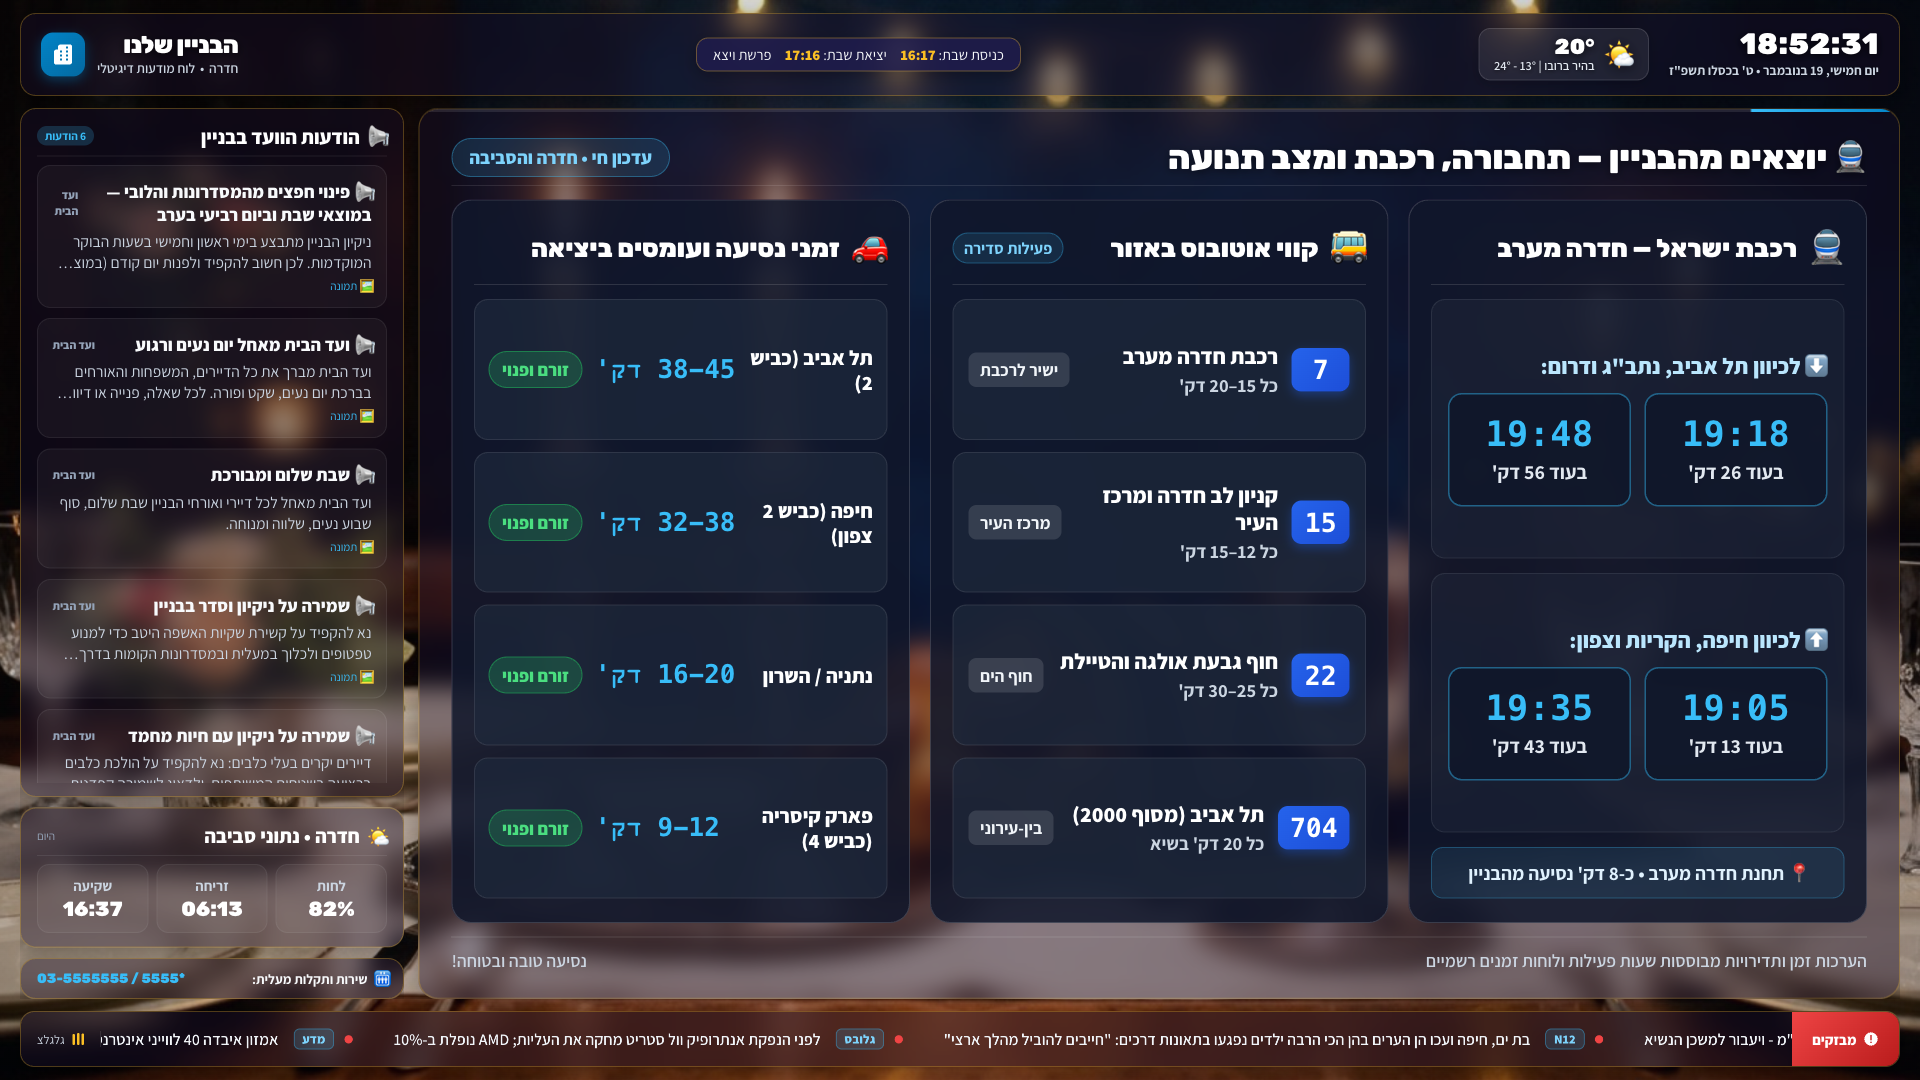 18:52:31
יום חמישי, 19 בנובמבר • ט' בכסלו תשפ"ז
20°
בהיר ברובו | 13° - 24°
כניסת שבת: 16:17 יציאת שבת: 17:16 פרשת ויצא
הבניין שלנו
חדרה • לוח מודעות דיגיטלי
יוצאים מהבניין — תחבורה, רכבת ומצב תנועה
עדכון חי • חדרה והסביבה
רכבת ישראל – חדרה מערב
לכיוון תל אביב, נתב"ג ודרום:
19:18
בעוד 26 דק'
19:48
בעוד 56 דק'
לכיוון חיפה, הקריות וצפון:
19:05
בעוד 13 דק'
19:35
בעוד 43 דק'
תחנת חדרה מערב • כ-8 דק' נסיעה מהבניין
קווי אוטובוס באזור
פעילות סדירה
7
רכבת חדרה מערב
כל 15–20 דק'
ישיר לרכבת
15
קניון לב חדרה ומרכז
העיר
כל 12–15 דק'
מרכז העיר
22
חוף גבעת אולגה והטיילת
כל 25–30 דק'
חוף הים
704
תל אביב (מסוף 2000)
כל 20 דק' בשיא
בין-עירוני
זמני נסיעה ועומסים ביציאה
תל אביב (כביש
2)
38–45 דק'
זורם ופנוי
חיפה (כביש 2
צפון)
32–38 דק'
זורם ופנוי
נתניה / השרון
16–20 דק'
זורם ופנוי
פארק קיסריה
(כביש 4)
9–12 דק'
זורם ופנוי
הערכות זמן ותדירויות מבוססות שעות פעילות ולוחות זמנים רשמיים
נסיעה טובה ובטוחה!
הודעות הוועד בבניין
6 הודעות
פינוי חפצים מהמסדרונות והלובי —
במוצאי שבת וביום רביעי בערב
ועד
הבית
ניקיון הבניין מתבצע בימי ראשון וחמישי בשעות הבוקר
המוקדמות. לכן חשוב להקפיד ולפנות יום קודם (במוצ...
תמונה
ועד הבית מאחל יום נעים ורגוע
ועד הבית
ועד הבית מברך את כל הדיירים, המשפחות והאורחים
בברכת יום נעים, שקט ופורה. לכל שאלה, פנייה או דיוו...
תמונה
שבת שלום ומבורכת
ועד הבית
ועד הבית מאחל לכל דיירי ואורחי הבניין שבת שלום, סוף
שבוע נעים, שלווה ומנוחה.
תמונה
שמירה על ניקיון וסדר בבניין
ועד הבית
נא להקפיד על קשירת שקיות האשפה היטב כדי למנוע
טפטופים ולכלוך במעלית ובמסדרונות הקומות בדרך...
תמונה
שמירה על ניקיון עם חיות מחמד
ועד הבית
דיירים יקרים בעלי כלבים: נא להקפיד על הולכת כלבים
חדרה • נתוני סביבה
היום
לחות
82%
זריחה
06:13
שקיעה
16:37
שירות ותקלות מעלית:
03-5555555 / 5555*
מבזקים
"מ - ויעבור למשכן הנשיא
N12
בת ים, חיפה ועכו הן הערים בהן הכי הרבה ילדים נפגעו בתאונות דרכים: "חייבים להוביל מהלך ארצי"
גלובס
לפני הנפקת אנתרופיק וול סטריט מחקה את העליות; AMD נופלת ב-10%
מדע
אמזון איבדה 40 לווייני אינטרני
גלגלצ